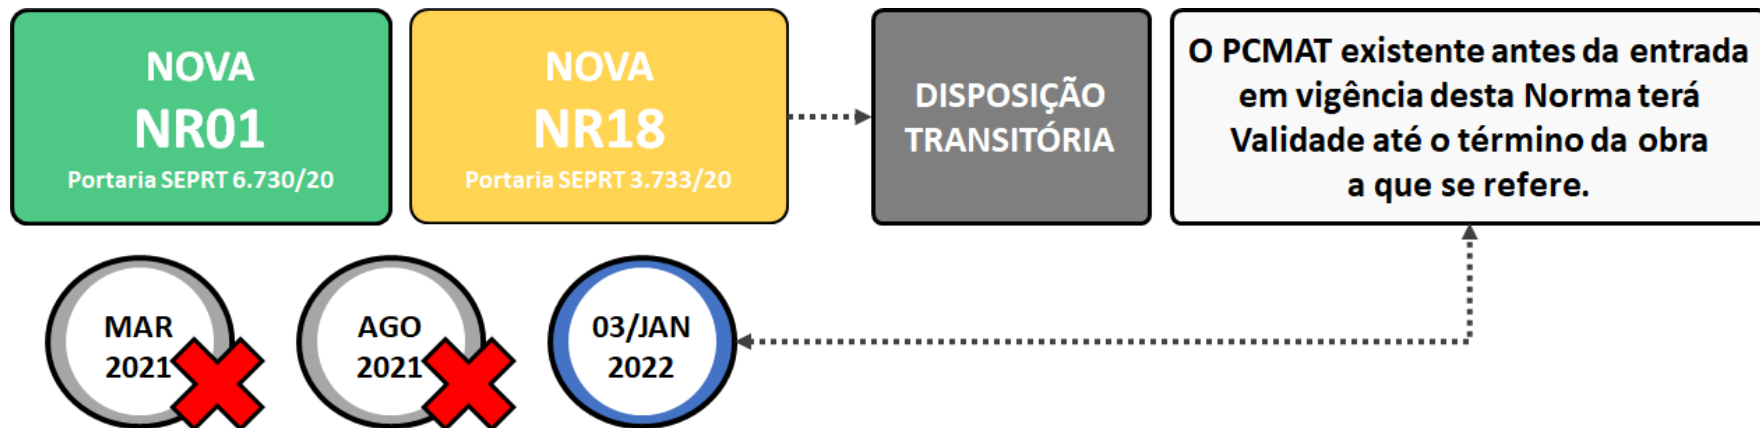 NOVA
NR01
Portaria SEPRT 6.730/20
NOVA
NR18
Portaria SEPRT 3.733/20
DISPOSIÇÃO
TRANSITÓRIA
O PCMAT existente antes da entrada
em vigência desta Norma terá
Validade até o término da obra
a que se refere.
MAR
2021
AGO
2021
03/JAN
2022